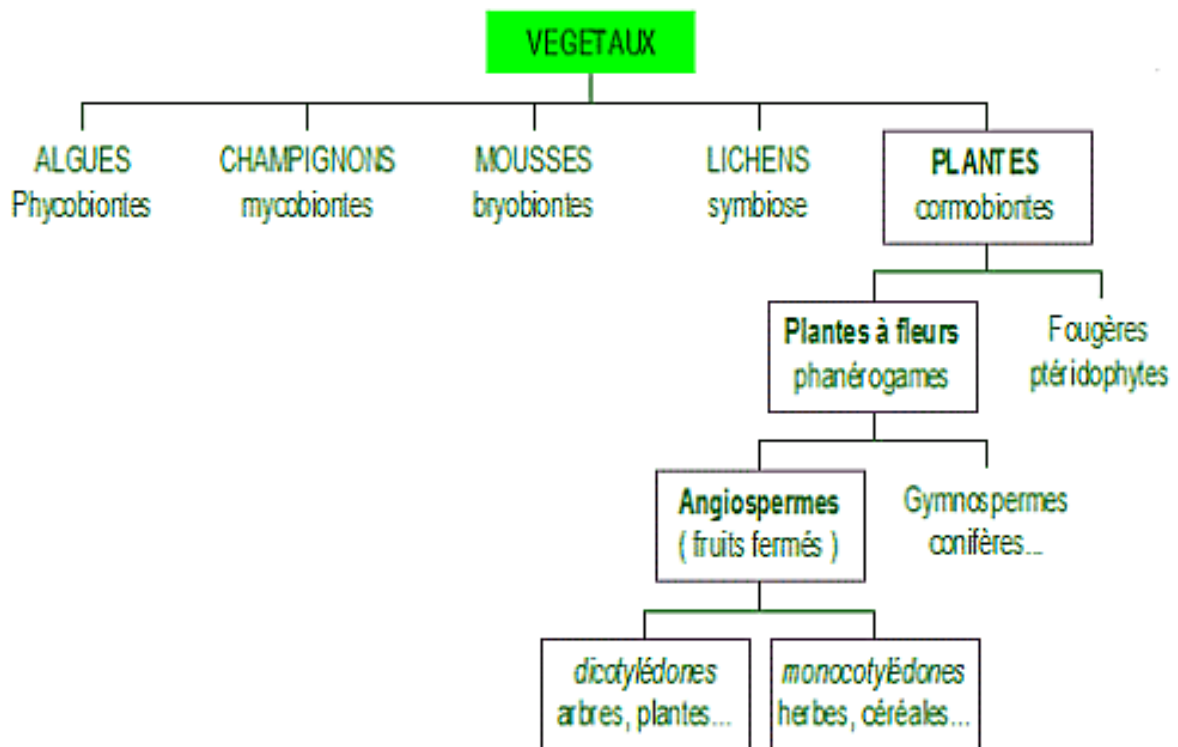 VEGETAUX
ALGUES
Phycobiontes
CHAMPIGNONS
mycobiontes
MOUSSES
bryobiontes
LICHENS
symbiose
PLANTES
cormobiontes
Plantes à fleurs
phanérogames
Fougères
ptéridophytes
Angiospermes
( fruits fermés )
Gymnospermes
conifères...
dicotylédones
arbres, plantes...
monocotylédones
herbes, céréales...